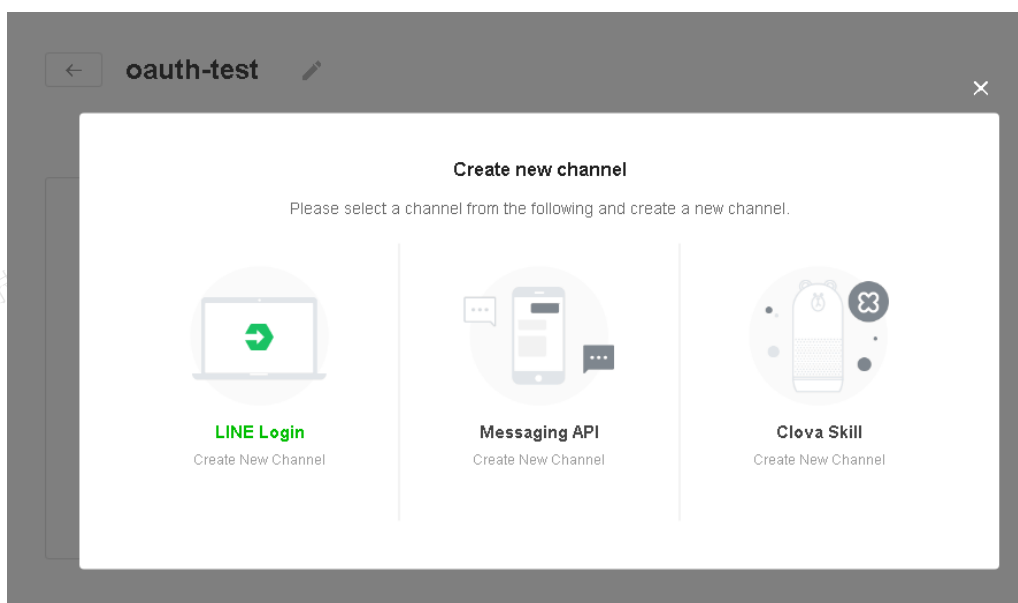 oauth-test
Create new channel
Please select a channel from the following and create a new channel.
LINE Login
Create New Channel
Messaging API
Create New Channel
Clova Skill
Create New Channel